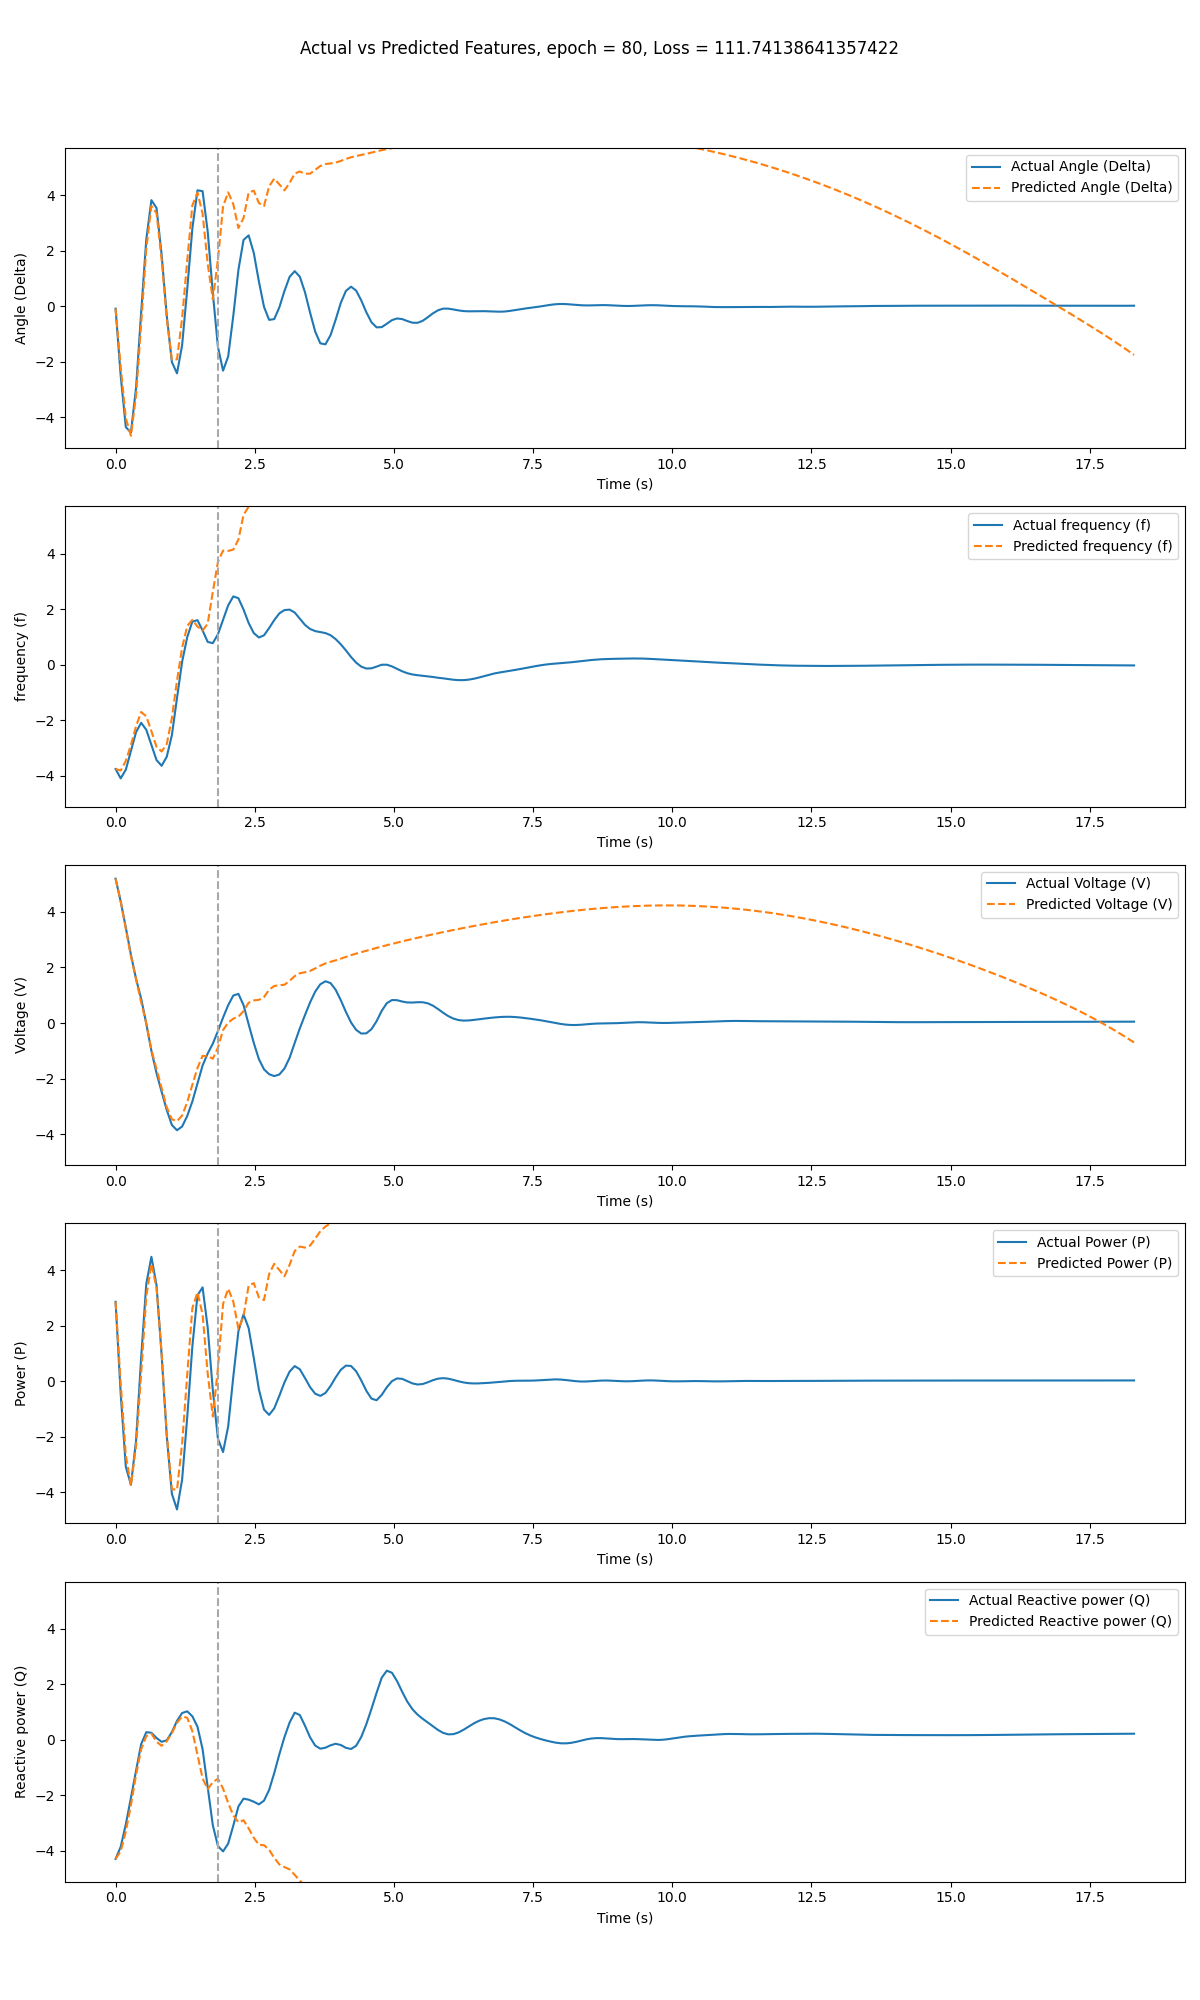 Actual vs Predicted Features, epoch = 80, Loss = 111.74138641357422
Actual Angle (Delta)
Predicted Angle (Delta)
4
2
0
−2
−4
Angle (Delta)
0.0 2.5 5.0 7.5 10.0 12.5 15.0 17.5
Time (s)
Actual frequency (f)
Predicted frequency (f)
4
2
0
−2
−4
frequency (f)
0.0 2.5 5.0 7.5 10.0 12.5 15.0 17.5
Time (s)
Actual Voltage (V)
Predicted Voltage (V)
4
2
0
−2
−4
Voltage (V)
0.0 2.5 5.0 7.5 10.0 12.5 15.0 17.5
Time (s)
Actual Power (P)
Predicted Power (P)
4
2
0
−2
−4
Power (P)
0.0 2.5 5.0 7.5 10.0 12.5 15.0 17.5
Time (s)
Actual Reactive power (Q)
Predicted Reactive power (Q)
4
2
0
−2
−4
Reactive power (Q)
0.0 2.5 5.0 7.5 10.0 12.5 15.0 17.5
Time (s)